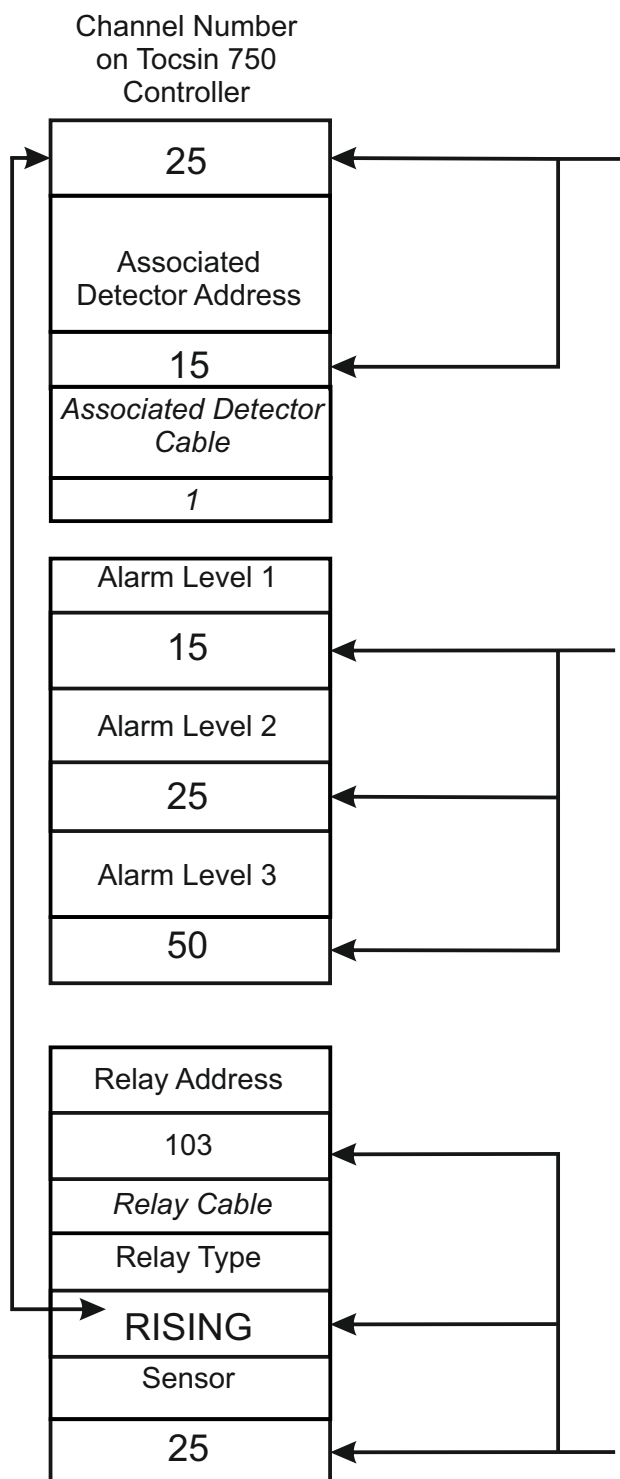 Channel Number
on Tocsin 750
Controller
25
Associated
Detector Address
15
Associated Detector
Cable
1
Alarm Level 1
15
Alarm Level 2
25
Alarm Level 3
50
Relay Address
103
Relay Cable
Relay Type
RISING
Sensor
25